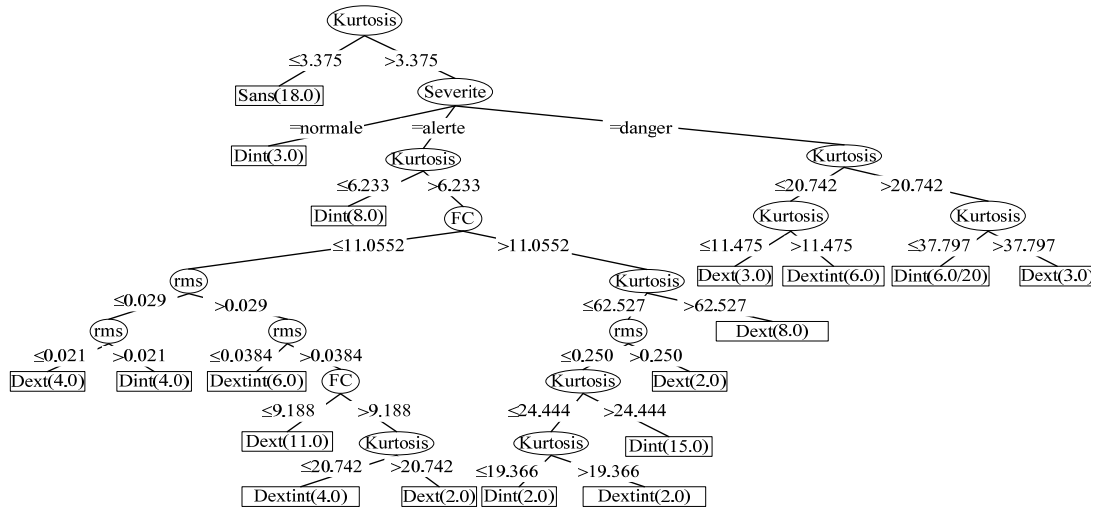 Kurtosis
≤3.375 >3.375
Sans(18.0) Severite
=normale =alerte =danger
Dint(3.0) Kurtosis Kurtosis
≤6.233 >6.233 ≤20.742 >20.742
Dint(8.0) FC Kurtosis Kurtosis
≤11.0552 >11.0552 ≤11.475 >11.475 ≤37.797 >37.797
rms Kurtosis Dext(3.0) Dextint(6.0) Dint(6.0/20) Dext(3.0)
≤0.029 >0.029 ≤62.527 >62.527
rms rms rms Dext(8.0)
≤0.021 >0.021 ≤0.0384 >0.0384 ≤0.250 >0.250
Dext(4.0) Dint(4.0) Dextint(6.0) FC Kurtosis Dext(2.0)
≤9.188 >9.188 ≤24.444 >24.444
Dext(11.0) Kurtosis Kurtosis Dint(15.0)
≤20.742 >20.742 ≤19.366 >19.366
Dextint(4.0) Dext(2.0) Dint(2.0) Dextint(2.0)